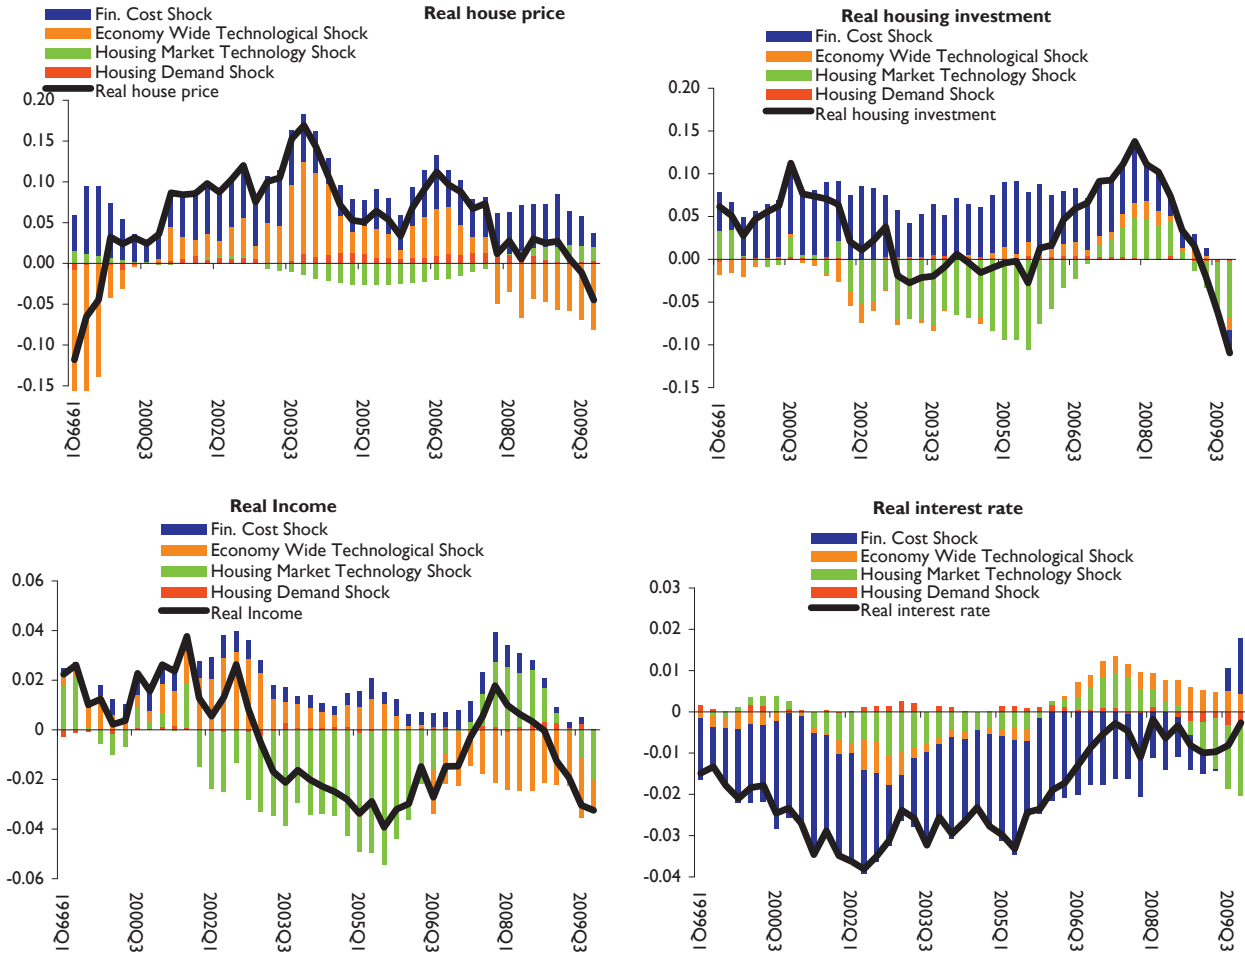 Real house price
Fin. Cost Shock
Economy Wide Technological Shock
Housing Market Technology Shock
Housing Demand Shock
Real house price
0.20
0.15
0.10
0.05
0.00
-0.05
-0.10
-0.15
1999Q1
2000Q3
2002Q1
2003Q3
2005Q1
2006Q3
2008Q1
2009Q3
Real housing investment
Fin. Cost Shock
Economy Wide Technological Shock
Housing Market Technology Shock
Housing Demand Shock
Real housing investment
0.20
0.15
0.10
0.05
0.00
-0.05
-0.10
-0.15
1999Q1
2000Q3
2002Q1
2003Q4
2005Q1
2006Q3
2008Q1
2009Q3
Real Income
Fin. Cost Shock
Economy Wide Technological Shock
Housing Market Technology Shock
Housing Demand Shock
Real Income
0.06
0.04
0.02
0
-0.02
-0.04
-0.06
1999Q1
2000Q3
2002Q1
2003Q3
2005Q1
2006Q3
2008Q1
2009Q3
Real interest rate
Fin. Cost Shock
Economy Wide Technological Shock
Housing Market Technology Shock
Housing Demand Shock
Real interest rate
0.03
0.02
0.01
0
-0.01
-0.02
-0.03
-0.04
1999Q1
2000Q3
2002Q1
2003Q4
2005Q1
2006Q3
2008Q1
2009Q3